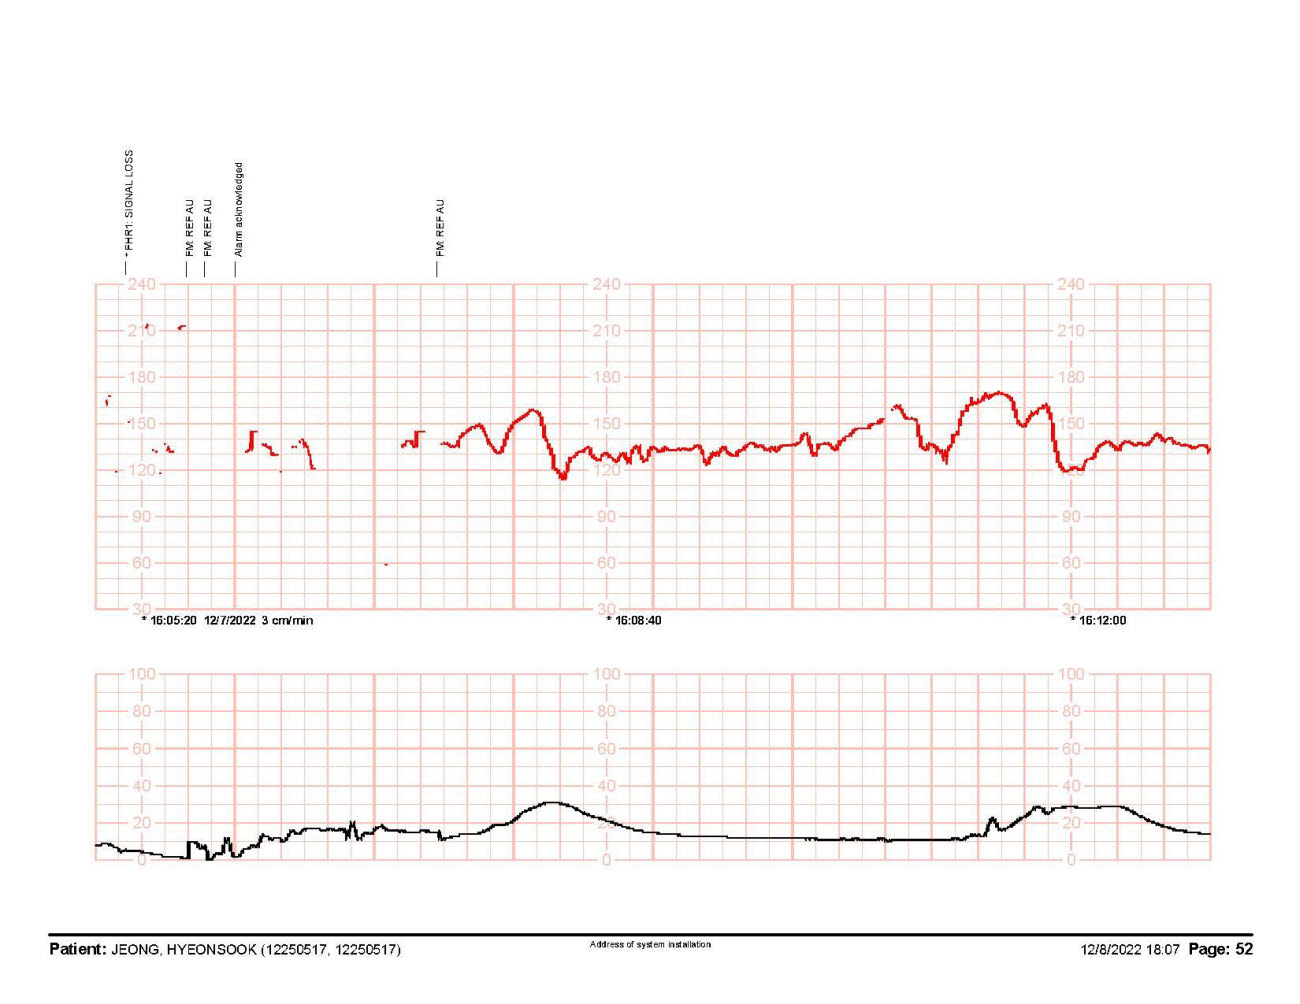 * FHR1: SIGNAL LOSS
FM: REF AU
FM: REF AU
Alarm acknowledged
FM: REF AU
240 240 240
210 210 210
180 180 180
150 150 150
120 120 120
90 90 90
60 60 60
30 30 30
* 16:05:20 12/7/2022 3 cm/min * 16:08:40 * 16:12:00
100 100 100
80 80 80
60 60 60
40 40 40
20 20 20
0 0 0
Patient: JEONG, HYEONSOOK (12250517, 12250517) Address of system installation 12/8/2022 18:07 Page: 52